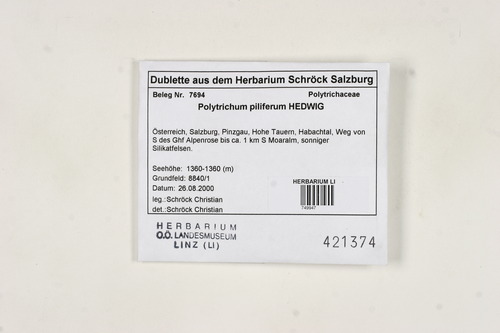 Dublette aus dem Herbarium Schröck Salzburg
Beleg Nr. 7694 Polytrichaceae
Polytrichum piliferum HEDWIG
Österreich, Salzburg, Pinzgau, Hohe Tauern, Habachtal, Weg von
S des Ghf Alpenrose bis ca. 1 km S Moaralm, sonniger
Silikatfelsen.
Seehöhe: 1360-1360 (m)
Grundfeld: 8840/1
Datum: 26.08.2000
leg.:Schröck Christian
det.:Schröck Christian
HERBARIUM LI
749947
HERBARIUM
O.Ö. LANDESMUSEUM
LINZ (LI)
421374